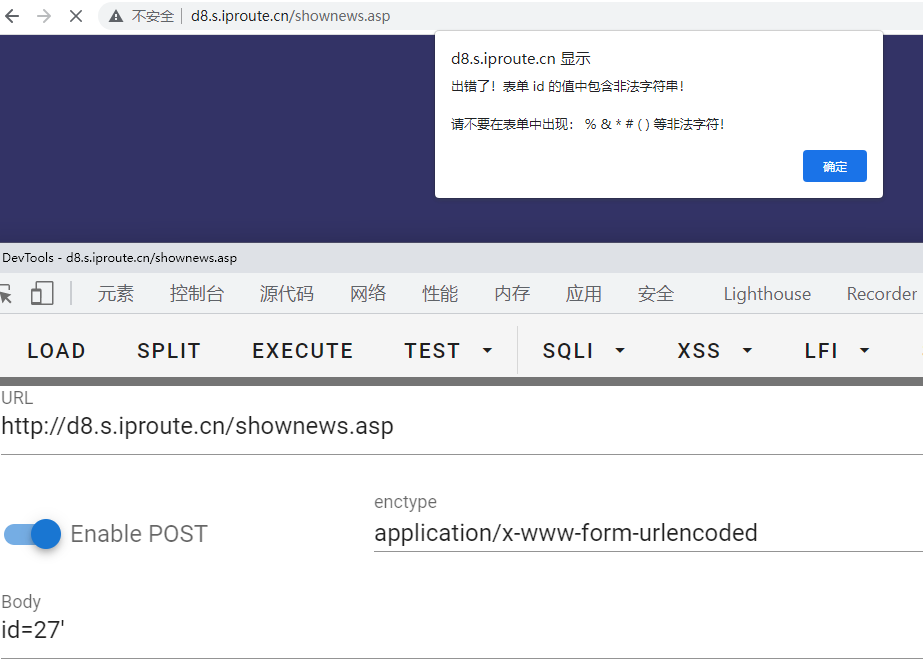 不安全 d8.s.iproute.cn/shownews.asp
d8.s.iproute.cn 显示
出错了！表单 id 的值中包含非法字符串！
请不要在表单中出现： % & * # ( ) 等非法字符！
确定
DevTools - d8.s.iproute.cn/shownews.asp
元素 控制台 源代码 网络 性能 内存 应用 安全 Lighthouse Recorder
LOAD SPLIT EXECUTE TEST SQLI XSS LFI
URL
http://d8.s.iproute.cn/shownews.asp
enctype
Enable POST application/x-www-form-urlencoded
Body
id=27'